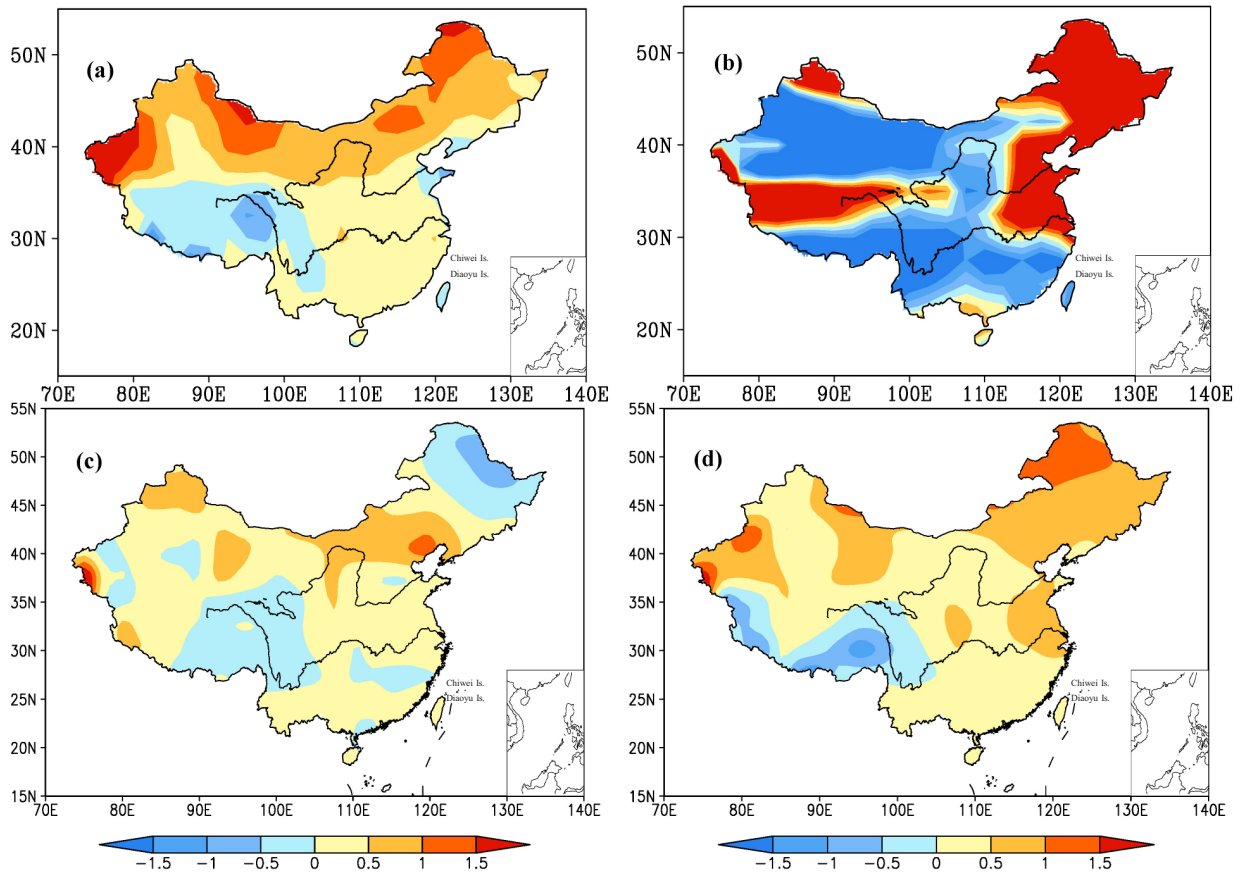 (a)
50N
40N
30N
20N
Chiwei Is.
Diaoyu Is.
70E 80E 90E 100E 110E 120E 130E 140E
(b)
50N
40N
30N
20N
Chiwei Is.
Diaoyu Is.
70E 80E 90E 100E 110E 120E 130E 140E
(c)
55N
50N
45N
40N
35N
30N
25N
20N
15N
Chiwei Is.
Diaoyu Is.
70E 80E 90E 100E 110E 120E 130E 140E
−1.5 −1 −0.5 0 0.5 1 1.5
(d)
55N
50N
45N
40N
35N
30N
25N
20N
15N
Chiwei Is.
Diaoyu Is.
70E 80E 90E 100E 110E 120E 130E 140E
−1.5 −1 −0.5 0 0.5 1 1.5